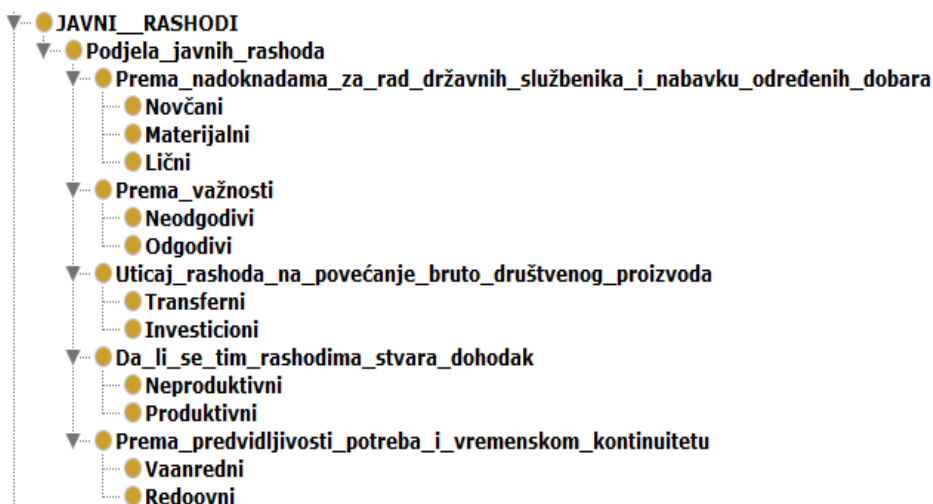 JAVNI__RASHODI
Podjela_javnih_rashoda
Prema_nadoknadama_za_rad_državnih_službenika_i_nabavku_određenih_dobara
Novčani
Materijalni
Lični
Prema_važnosti
Neodgodivi
Odgodivi
Uticaj_rashoda_na_povećanje_bruto_društvenog_proizvoda
Transferni
Investicioni
Da_li_se_tim_rashodima_stvara_dohodak
Neproduktivni
Produktivni
Prema_predvidljivosti_potreba_i_vremenskom_kontinuitetu
Vaanredni
Redoovni